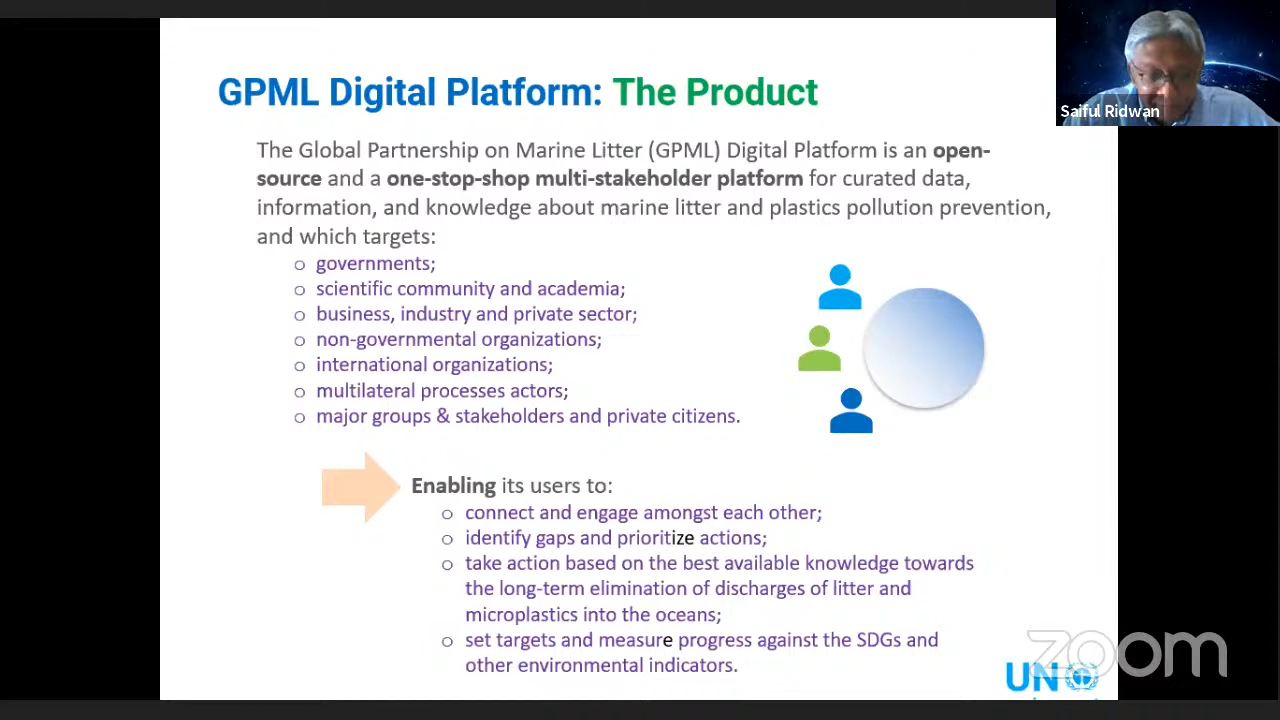 GPML Digital Platform: The Product
Saiful Ridwan
The Global Partnership on Marine Litter (GPML) Digital Platform is an open-
source and a one-stop-shop multi-stakeholder platform for curated data,
information, and knowledge about marine litter and plastics pollution prevention,
and which targets:
o governments;
o scientific community and academia;
o business, industry and private sector;
o non-governmental organizations;
o international organizations;
o multilateral processes actors;
o major groups & stakeholders and private citizens.
Enabling its users to:
o connect and engage amongst each other;
o identify gaps and prioritize actions;
o take action based on the best available knowledge towards
the long-term elimination of discharges of litter and
microplastics into the oceans;
o set targets and measure progress against the SDGs and
other environmental indicators.
zoom
UN